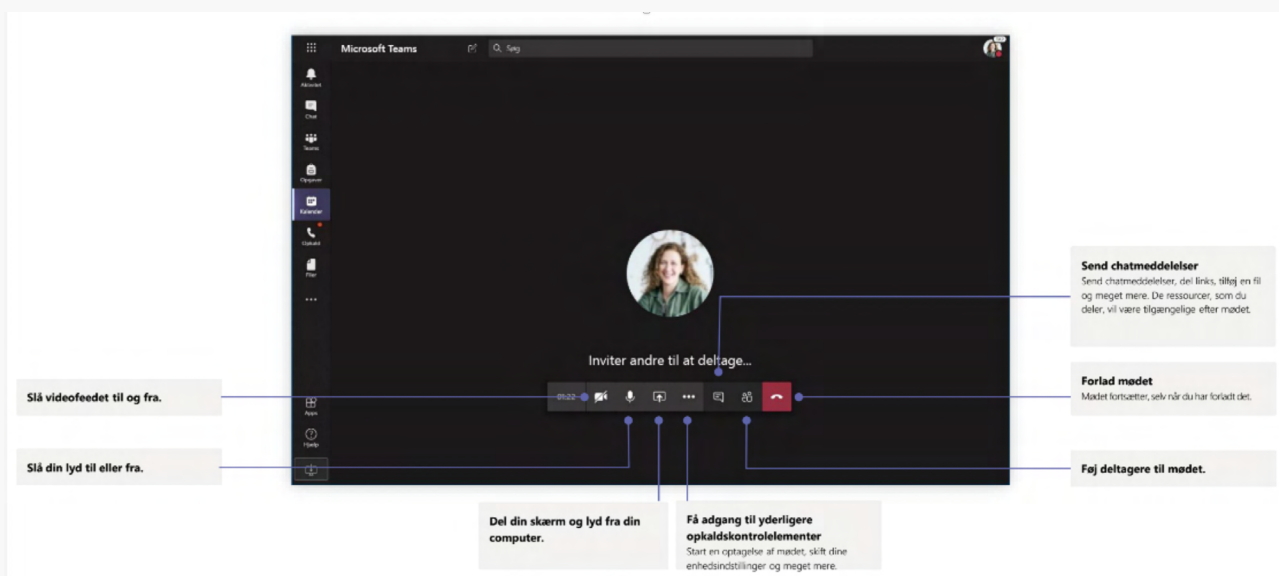 Microsoft Teams
Søg
Aktivitet
Chat
Teams
Opgaver
Kalender
Opkald
Filer
Inviter andre til at deltage...
01:22
Apps
Hjælp
Slå videofeedet til og fra.
Slå din lyd til eller fra.
Del din skærm og lyd fra din
computer.
Få adgang til yderligere
opkaldskontrolelementer
Start en optagelse af mødet, skift dine
enhedsindstillinger og meget mere.
Send chatmeddelelser
Send chatmeddelelser, del links, tilføj en fil
og meget mere. De ressourcer, som du
deler, vil være tilgængelige efter mødet.
Forlad mødet
Mødet fortsætter, selv når du har forladt det.
Føj deltagere til mødet.